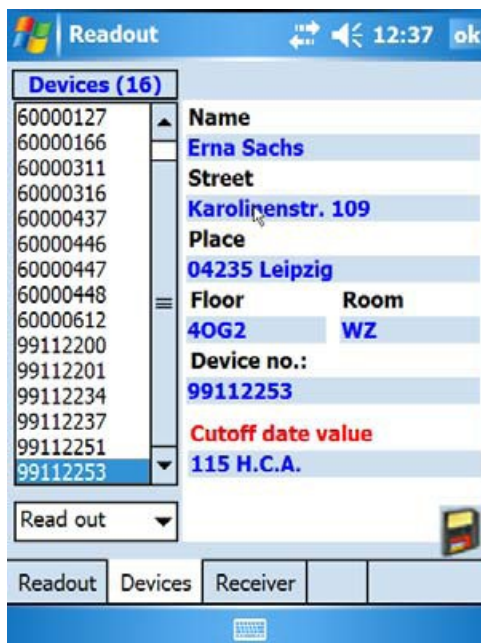 Readout 12:37 ok
Devices (16)
60000127
60000166
60000311
60000316
60000437
60000446
60000447
60000448
60000612
99112200
99112201
99112234
99112237
99112251
99112253
Read out
Name
Erna Sachs
Street
Karolinenstr. 109
Place
04235 Leipzig
Floor Room
4OG2 WZ
Device no.:
99112253
Cutoff date value
115 H.C.A.
Readout Devices Receiver